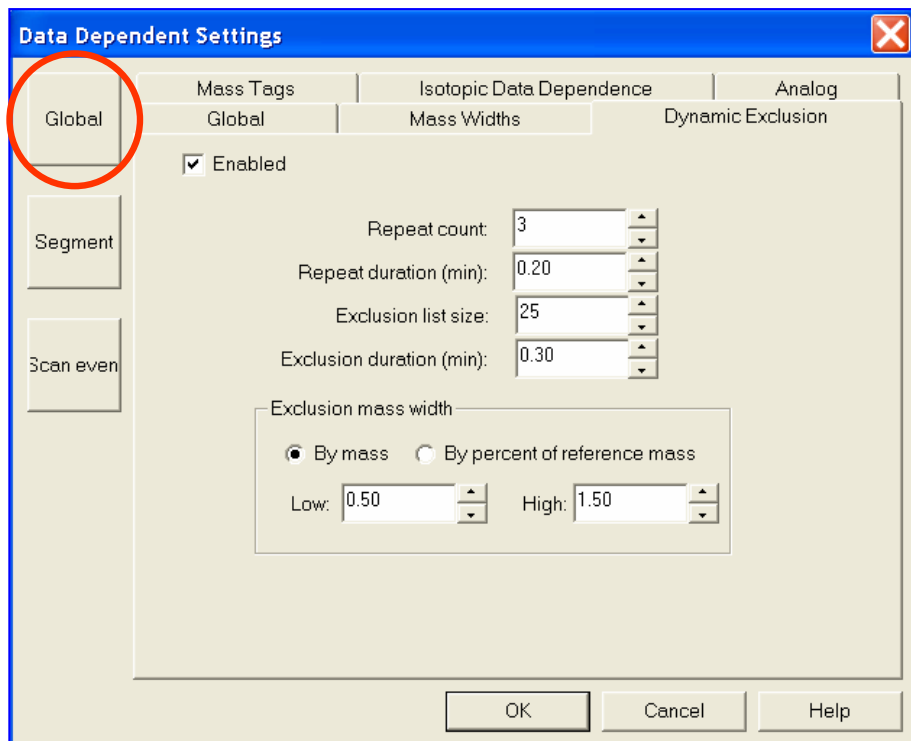 Data Dependent Settings
Global
Segment
Scan even
Mass Tags
Isotopic Data Dependence
Analog
Global
Mass Widths
Dynamic Exclusion
Enabled
Repeat count: 3
Repeat duration (min): 0.20
Exclusion list size: 25
Exclusion duration (min): 0.30
Exclusion mass width
By mass
By percent of reference mass
Low: 0.50
High: 1.50
OK
Cancel
Help